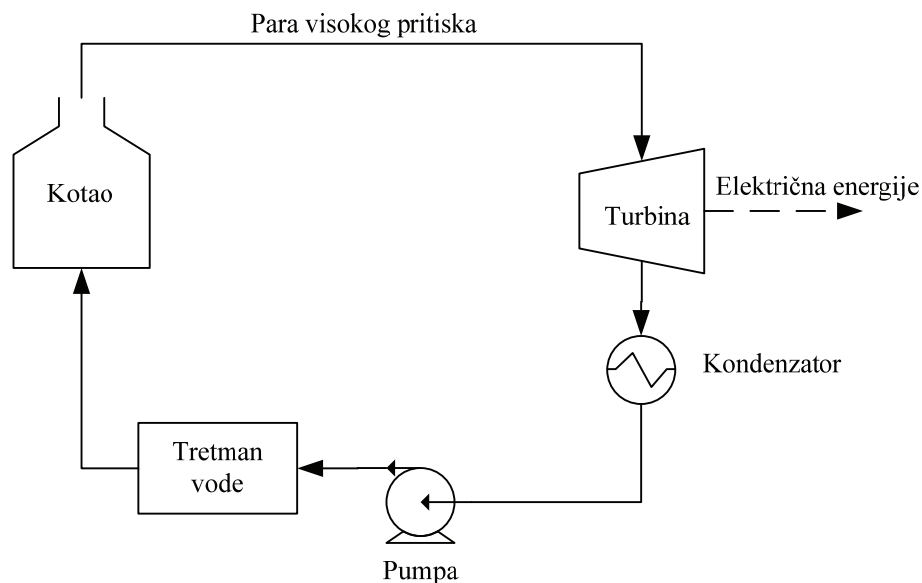 Para visokog pritiska
Kotao
Električna energije
Turbina
Kondenzator
Tretman
vode
Pumpa